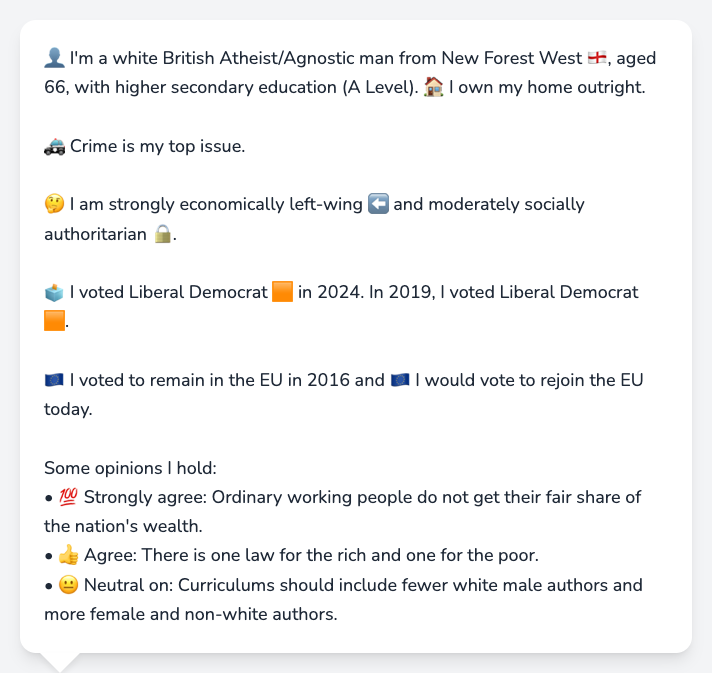 👤 I'm a white British Atheist/Agnostic man from New Forest West 🏴󠁧󠁢󠁥󠁮󠁧󠁿, aged
66, with higher secondary education (A Level). 🏠 I own my home outright.
🚓 Crime is my top issue.
🤔 I am strongly economically left-wing ⬅️ and moderately socially
authoritarian 🔒.
🗳️ I voted Liberal Democrat 🟧 in 2024. In 2019, I voted Liberal Democrat
🟧.
🇪🇺 I voted to remain in the EU in 2016 and 🇪🇺 I would vote to rejoin the EU
today.
Some opinions I hold:
• 💯 Strongly agree: Ordinary working people do not get their fair share of
the nation's wealth.
• 👍 Agree: There is one law for the rich and one for the poor.
• 😐 Neutral on: Curriculums should include fewer white male authors and
more female and non-white authors.